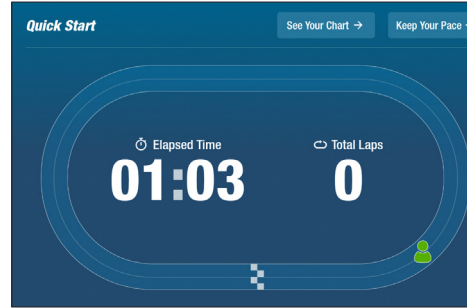 Quick Start
See Your Chart →
Keep Your Pace
Elapsed Time
Total Laps
01:03
0